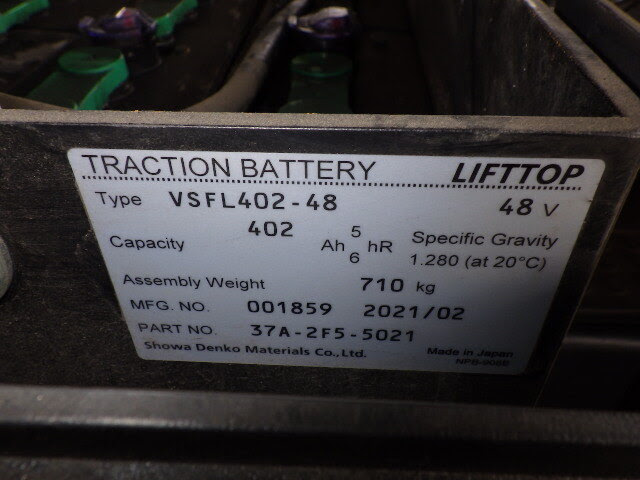 TRACTION BATTERY LIFTTOP
Type VSFL402-48 48 V
Capacity 402 Ah 5 hR Specific Gravity
6 1.280 (at 20°C)
Assembly Weight 710 kg
MFG. NO. 001859 2021/02
PART NO. 37A-2F5-5021
Showa Denko Materials Co.,Ltd. Made in Japan